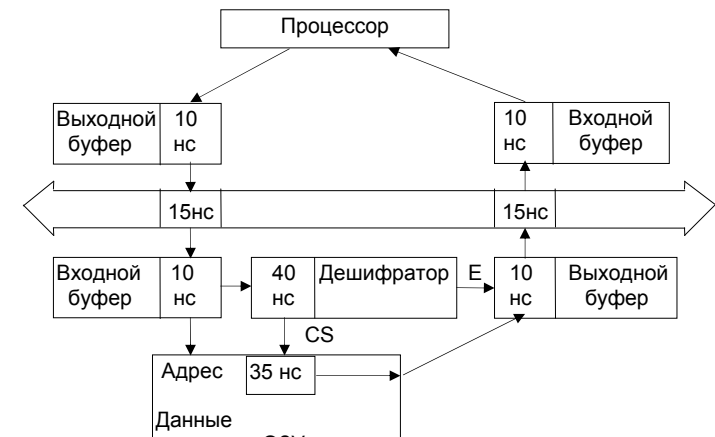 Процессор
Выходной
буфер
10
нс
10
нс
Входной
буфер
15нс
15нс
Входной
буфер
10
нс
40
нс
Дешифратор
E
10
нс
Выходной
буфер
CS
Адрес
35 нс
Данные